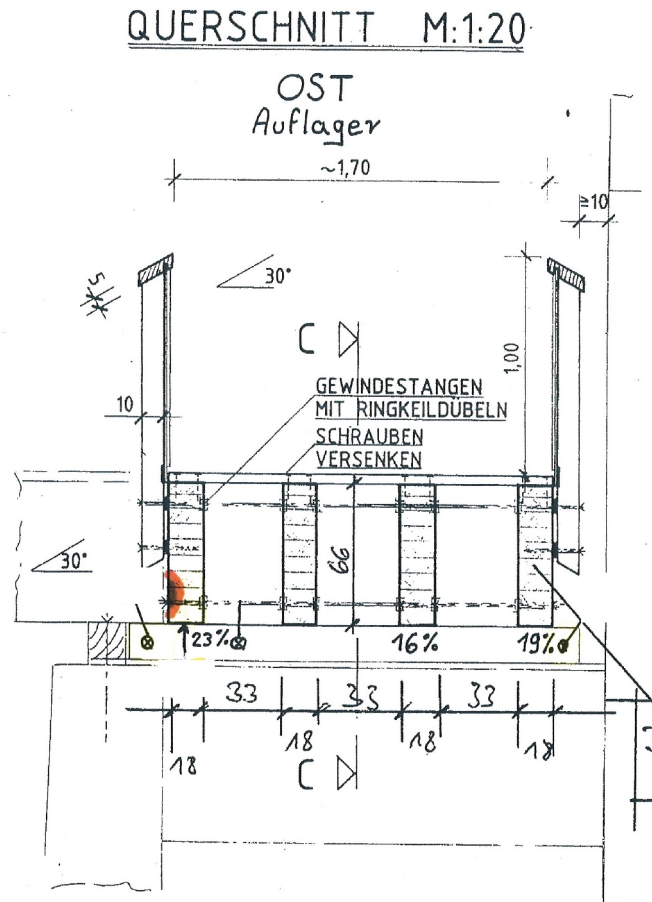 QUERSCHNITT M:1:20
OST
Auflager
~1,70
≥10
30°
5
C
1,00
GEWINDESTANGEN
MIT RINGKEILDÜBELN
10
SCHRAUBEN
VERSENKEN
66
30°
23% 16% 19%
33 33 33
18 18 18 18
C